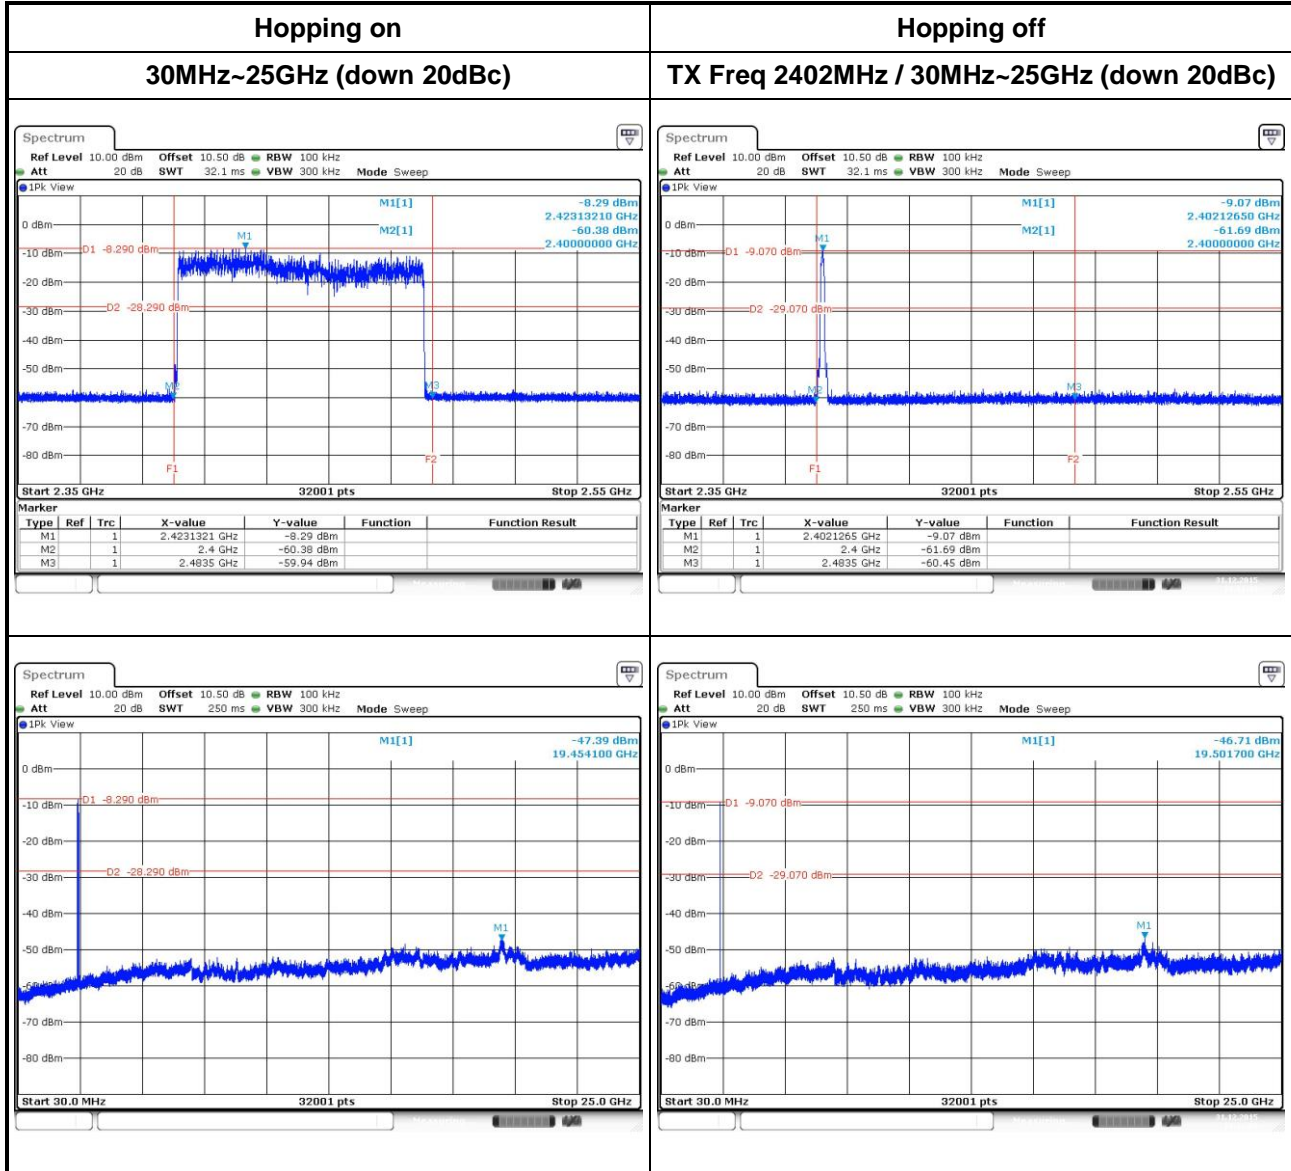 Hopping on
Hopping off
30MHz~25GHz (down 20dBc)
TX Freq 2402MHz / 30MHz~25GHz (down 20dBc)
Spectrum
Ref Level 10.00 dBm Offset 10.50 dB RBW 100 kHz
Att 20 dB SWT 32.1 ms VBW 300 kHz Mode Sweep
1Pk View
M1[1] -8.29 dBm
2.42313210 GHz
M2[1] -60.38 dBm
2.40000000 GHz
0 dBm
M1
D1 -8.290 dBm
-10 dBm
-20 dBm
D2 -28.290 dBm
-30 dBm
-40 dBm
-50 dBm
M2
M3
-70 dBm
-80 dBm
F1
F2
Start 2.35 GHz 32001 pts Stop 2.55 GHz
Marker
Type Ref Trc X-value Y-value Function Function Result
M1 1 2.4231321 GHz -8.29 dBm
M2 1 2.4 GHz -60.38 dBm
M3 1 2.4835 GHz -59.94 dBm
Spectrum
Ref Level 10.00 dBm Offset 10.50 dB RBW 100 kHz
Att 20 dB SWT 32.1 ms VBW 300 kHz Mode Sweep
1Pk View
M1[1] -9.07 dBm
2.40212650 GHz
M2[1] -61.69 dBm
2.40000000 GHz
0 dBm
M1
D1 -9.070 dBm
-10 dBm
-20 dBm
D2 -29.070 dBm
-30 dBm
-40 dBm
-50 dBm
M2
M3
-70 dBm
-80 dBm
F1
F2
Start 2.35 GHz 32001 pts Stop 2.55 GHz
Marker
Type Ref Trc X-value Y-value Function Function Result
M1 1 2.4021265 GHz -9.07 dBm
M2 1 2.4 GHz -61.69 dBm
M3 1 2.4835 GHz -60.45 dBm
Spectrum
Ref Level 10.00 dBm Offset 10.50 dB RBW 100 kHz
Att 20 dB SWT 250 ms VBW 300 kHz Mode Sweep
1Pk View
M1[1] -47.39 dBm
19.454100 GHz
0 dBm
D1 -8.290 dBm
-10 dBm
-20 dBm
D2 -28.290 dBm
-30 dBm
-40 dBm
M1
-50 dBm
-60 dBm
-70 dBm
-80 dBm
Start 30.0 MHz 32001 pts Stop 25.0 GHz
Spectrum
Ref Level 10.00 dBm Offset 10.50 dB RBW 100 kHz
Att 20 dB SWT 250 ms VBW 300 kHz Mode Sweep
1Pk View
M1[1] -46.71 dBm
19.501700 GHz
0 dBm
D1 -9.070 dBm
-10 dBm
-20 dBm
D2 -29.070 dBm
-30 dBm
-40 dBm
M1
-50 dBm
-60 dBm
-70 dBm
-80 dBm
Start 30.0 MHz 32001 pts Stop 25.0 GHz